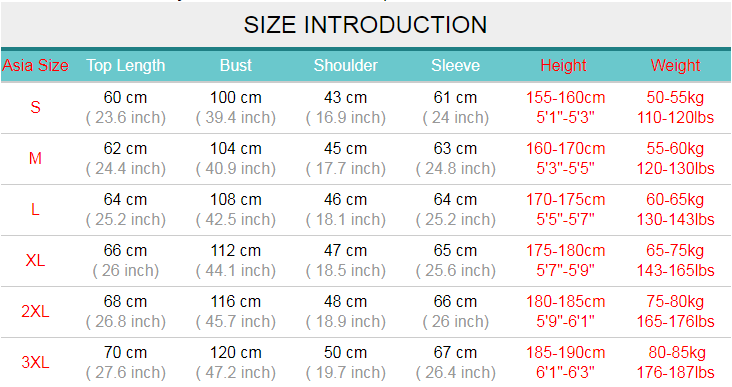 SIZE INTRODUCTION
Asia Size Top Length Bust Shoulder Sleeve Height Weight
60 cm 100 cm 43 cm 61 cm 155-160cm 50-55kg
S
( 23.6 inch) ( 39.4 inch) ( 16.9 inch) ( 24 inch) 5'1"-5'3" 110-120lbs
62 cm 104 cm 45 cm 63 cm 160-170cm 55-60kg
M
( 24.4 inch) ( 40.9 inch) ( 17.7 inch) ( 24.8 inch) 5'3"-5'5" 120-130lbs
64 cm 108 cm 46 cm 64 cm 170-175cm 60-65kg
L
( 25.2 inch) ( 42.5 inch) ( 18.1 inch) ( 25.2 inch) 5'5"-5'7" 130-143lbs
66 cm 112 cm 47 cm 65 cm 175-180cm 65-75kg
XL
( 26 inch) ( 44.1 inch) ( 18.5 inch) ( 25.6 inch) 5'7"-5'9" 143-165lbs
68 cm 116 cm 48 cm 66 cm 180-185cm 75-80kg
2XL
( 26.8 inch) ( 45.7 inch) ( 18.9 inch) ( 26 inch) 5'9"-6'1" 165-176lbs
70 cm 120 cm 50 cm 67 cm 185-190cm 80-85kg
3XL
( 27.6 inch) ( 47.2 inch) ( 19.7 inch) ( 26.4 inch) 6'1"-6'3" 176-187lbs